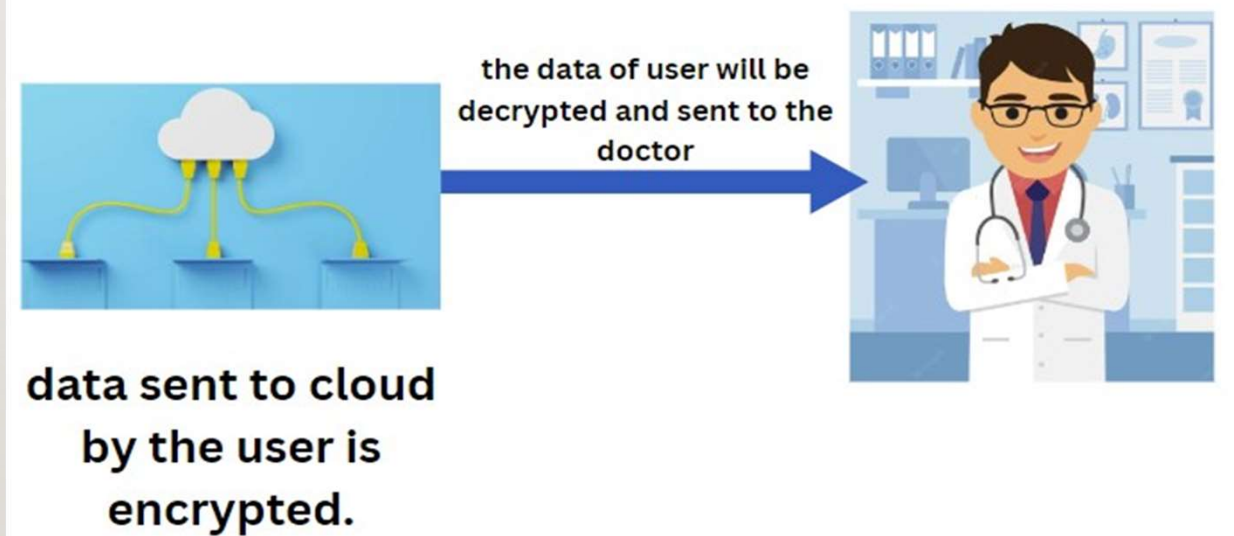 the data of user will be
decrypted and sent to the
doctor
data sent to cloud
by the user is
encrypted.